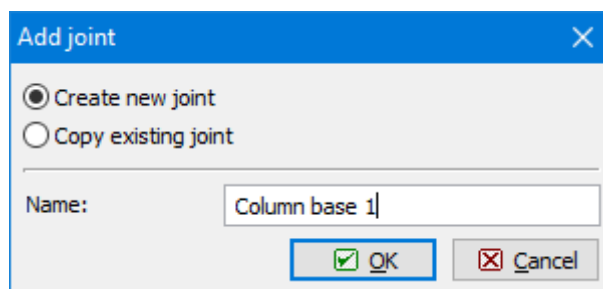 Add joint
Create new joint
Copy existing joint
Name: Column base 1
OK Cancel